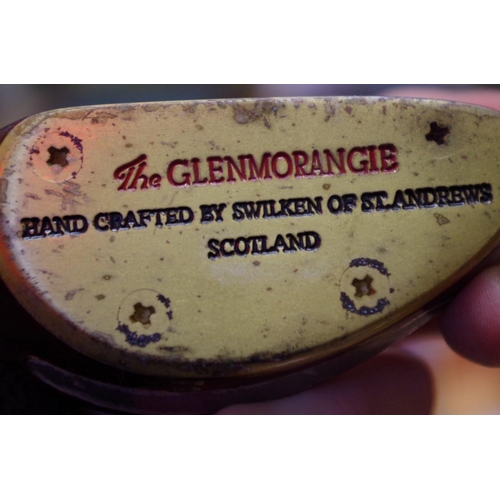 The GLENMORANGIE
HAND CRAFTED BY SWILKEN OF ST.ANDREWS
SCOTLAND